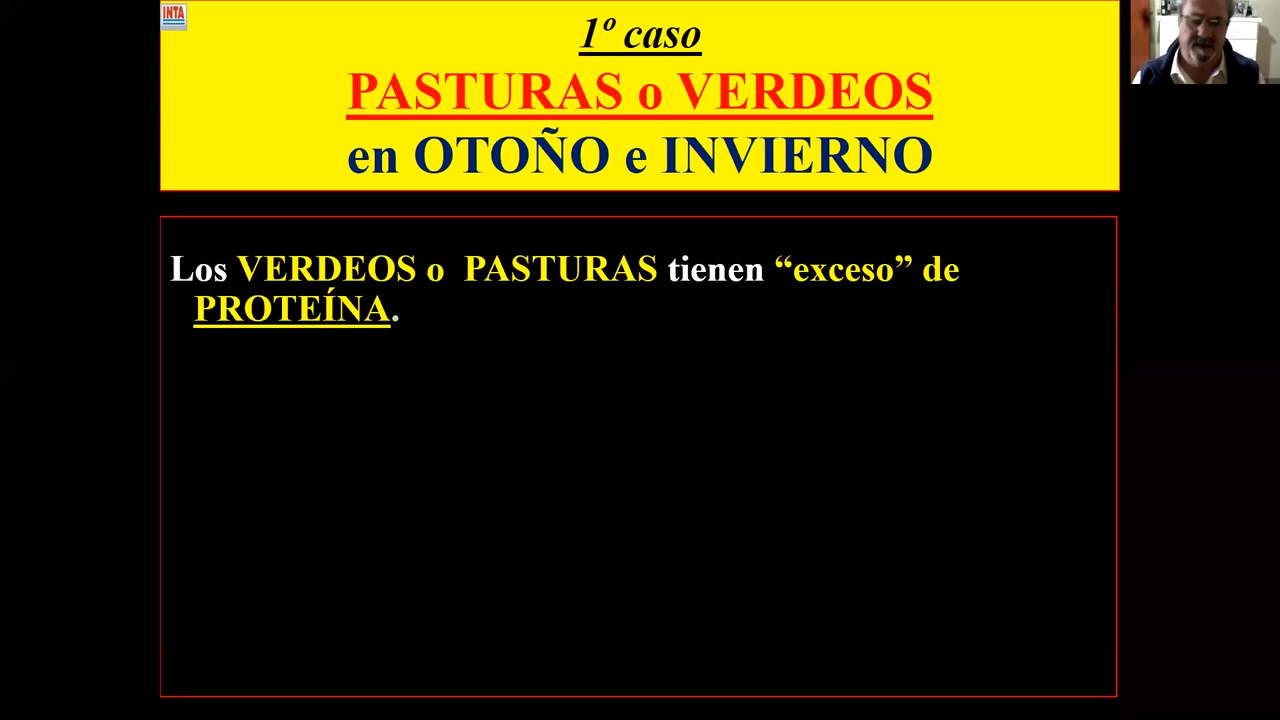 INTA
1º caso
PASTURAS o VERDEOS
en OTOÑO e INVIERNO
Los VERDEOS o PASTURAS tienen “exceso” de
PROTEÍNA.